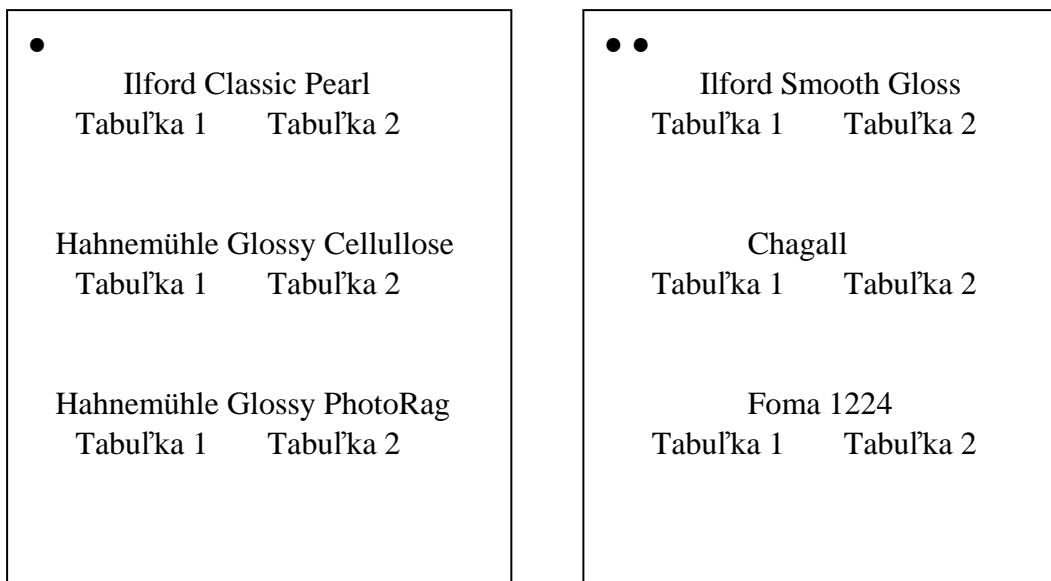 ●
Ilford Classic Pearl
Tabuľka 1 Tabuľka 2
Hahnemühle Glossy Cellullose
Tabuľka 1 Tabuľka 2
Hahnemühle Glossy PhotoRag
Tabuľka 1 Tabuľka 2
● ●
Ilford Smooth Gloss
Tabuľka 1 Tabuľka 2
Chagall
Tabuľka 1 Tabuľka 2
Foma 1224
Tabuľka 1 Tabuľka 2